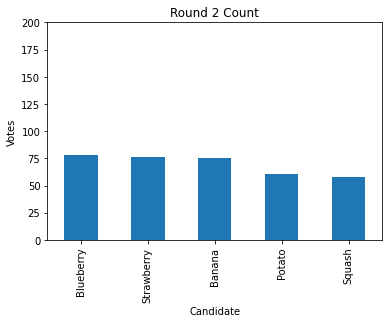 Round 2 Count
200
175
150
125
100
75
50
25
0
Votes
Blueberry
Strawberry
Banana
Potato
Squash
Candidate